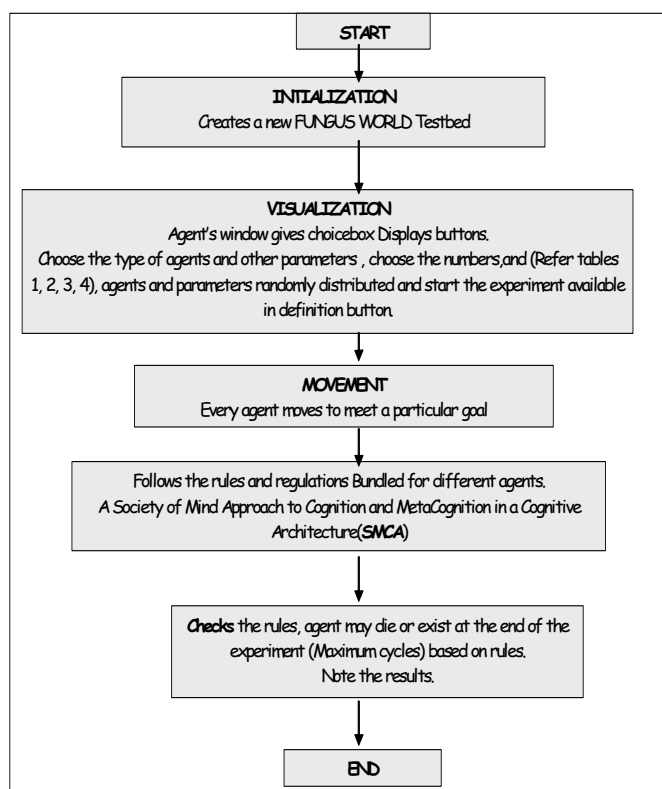 START
INTIALIZATION
Creates a new FUNGUS WORLD Testbed
VISUALIZATION
Agent's window gives choicebox Displays buttons.
Choose the type of agents and other parameters , choose the numbers,and (Refer tables
1, 2, 3, 4), agents and parameters randomly distributed and start the experiment available
in definition button.
MOVEMENT
Every agent moves to meet a particular goal
Follows the rules and regulations Bundled for different agents.
A Society of Mind Approach to Cognition and MetaCognition in a Cognitive
Architecture(SMCA)
Checks the rules, agent may die or exist at the end of the
experiment (Maximum cycles) based on rules.
Note the results.
END